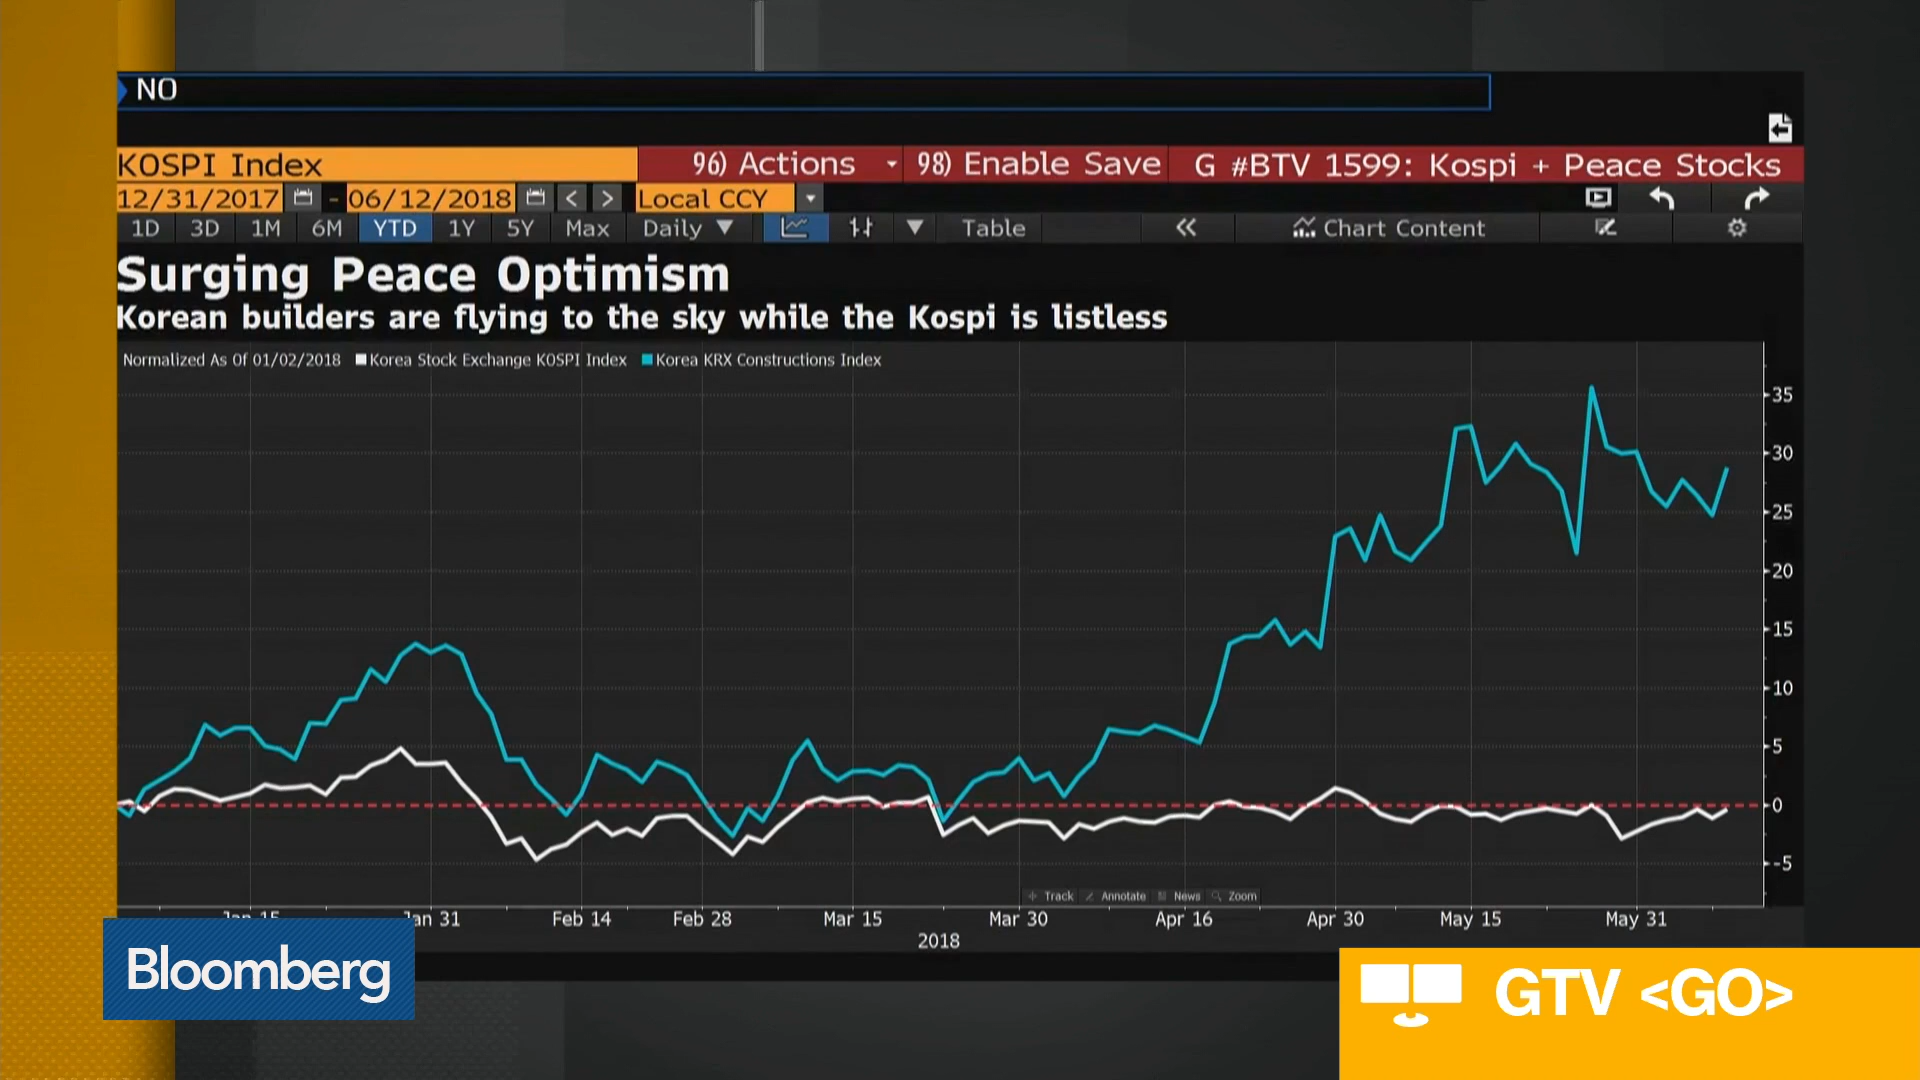 NO
KOSPI Index 96) Actions 98) Enable Save G #BTV 1599: Kospi + Peace Stocks
12/31/2017 - 06/12/2018 < > Local CCY
1D 3D 1M 6M YTD 1Y 5Y Max Daily ▼ Table « Chart Content
Surging Peace Optimism
Korean builders are flying to the sky while the Kospi is listless
Normalized As Of 01/02/2018 Korea Stock Exchange KOSPI Index Korea KRX Constructions Index
35
30
25
20
15
10
5
0
-5
Track Annotate News Zoom
Jan 15 Jan 31 Feb 14 Feb 28 Mar 15 Mar 30 Apr 16 Apr 30 May 15 May 31
2018
Bloomberg
GTV <GO>